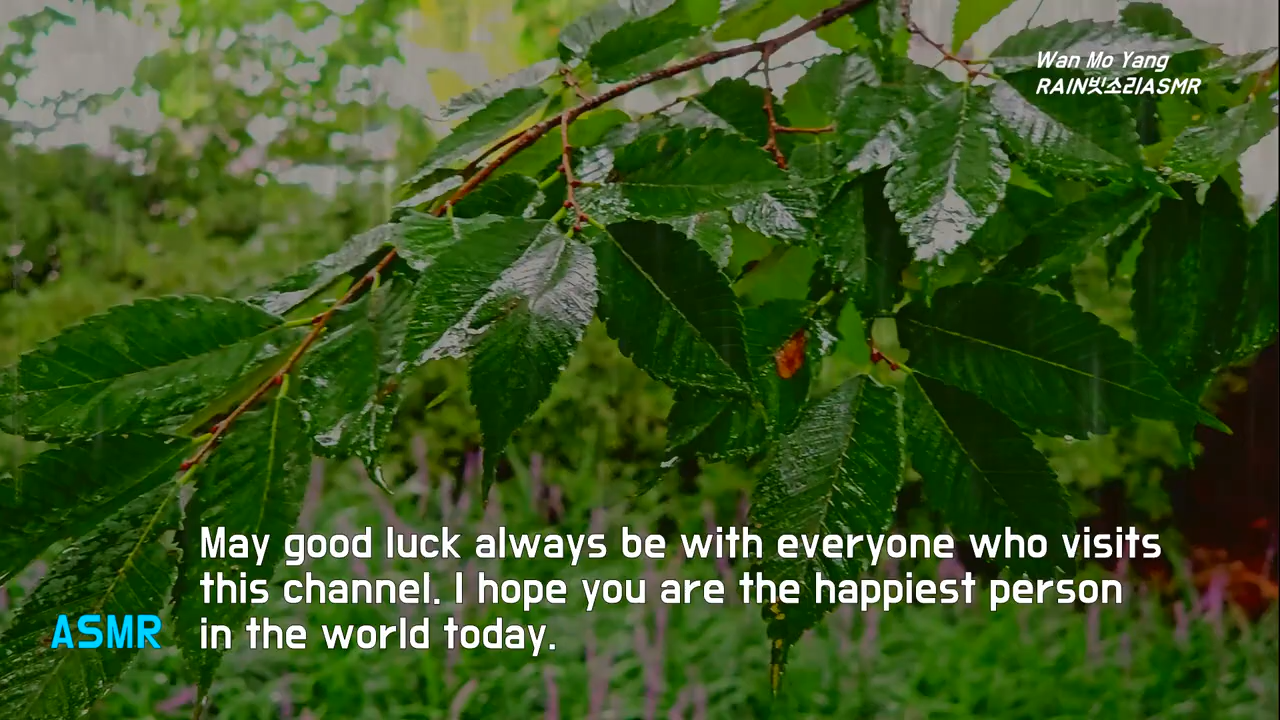 Wan Mo Yang
RAIN빗소리ASMR
May good luck always be with everyone who visits
this channel. I hope you are the happiest person
in the world today.
ASMR